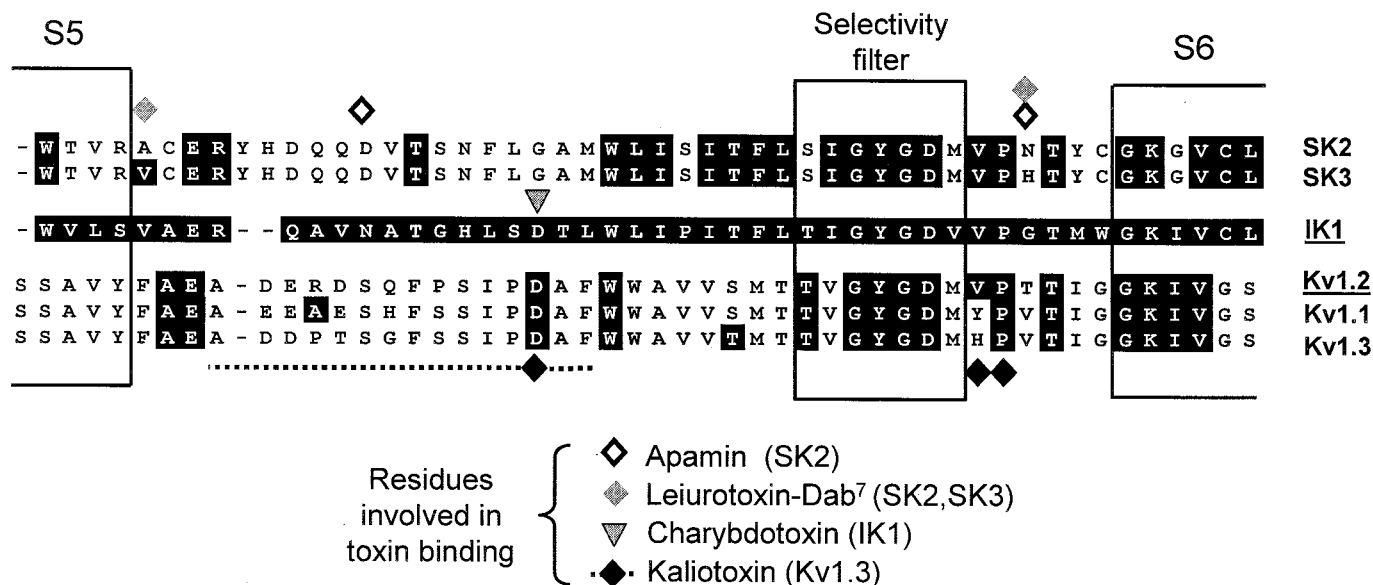 S5
Selectivity
filter
S6
- W T V R A C E R Y H D Q Q D V T S N F L G A M W L I S I T F L S I G Y G D M V P N T Y C G K G V C L SK2
- W T V R V C E R Y H D Q Q D V T S N F L G A M W L I S I T F L S I G Y G D M V P H T Y C G K G V C L SK3
- W V L S V A E R - - Q A V N A T G H L S D T L W L I P I T F L T I G Y G D V V P G T M W G K I V C L IK1
S S A V Y F A E A - D E R D S Q F P S I P D A F W W A V V S M T T V G Y G D M V P T T I G G K I V G S Kv1.2
S S A V Y F A E A - E E A E S H F S S I P D A F W W A V V S M T T V G Y G D M Y P V T I G G K I V G S Kv1.1
S S A V Y F A E A - D D P T S G F S S I P D A F W W A V V T M T T V G Y G D M H P V T I G G K I V G S Kv1.3
Residues
involved in
toxin binding
Apamin (SK2)
Leiurotoxin-Dab⁷ (SK2,SK3)
Charybdotoxin (IK1)
Kaliotoxin (Kv1.3)